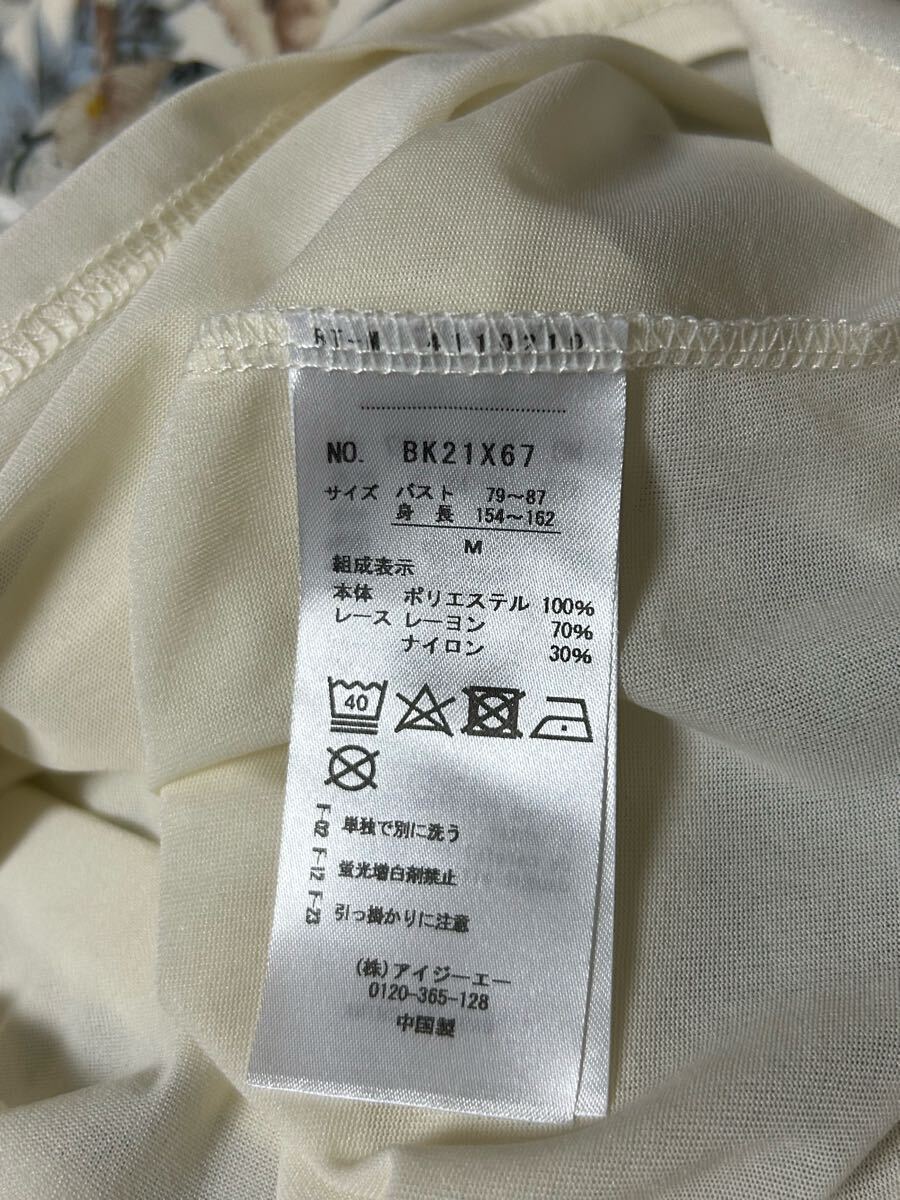 NO. BK21X67
サイズ バスト 79~87
身長 154~162
M
組成表示
本体 ポリエステル 100%
レース レーヨン 70%
ナイロン 30%
40
F-02 単独で別に洗う
F-12 蛍光増白剤禁止
F-23 引っ掛かりに注意
(株)アイジーエー
0120-365-128
中国製